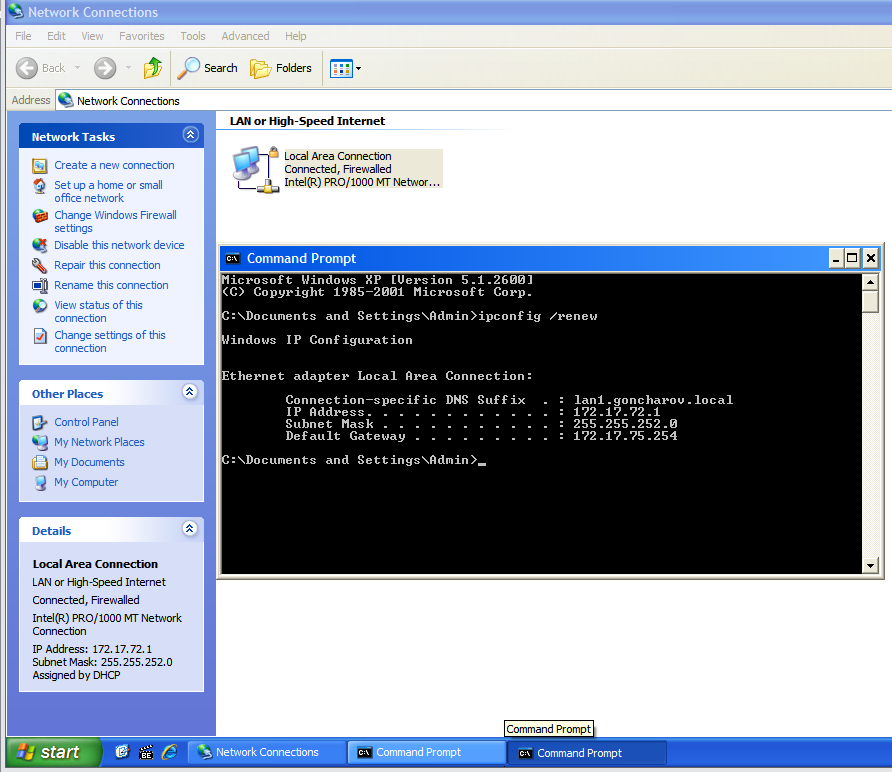 Network Connections
File Edit View Favorites Tools Advanced Help
Back Search Folders
Address Network Connections
Network Tasks
Create a new connection
Set up a home or small
office network
Change Windows Firewall
settings
Disable this network device
Repair this connection
Rename this connection
View status of this
connection
Change settings of this
connection
Other Places
Control Panel
My Network Places
My Documents
My Computer
Details
Local Area Connection
LAN or High-Speed Internet
Connected, Firewalled
Intel(R) PRO/1000 MT Network
Connection
IP Address: 172.17.72.1
Subnet Mask: 255.255.252.0
Assigned by DHCP
LAN or High-Speed Internet
Local Area Connection
Connected, Firewalled
Intel(R) PRO/1000 MT Networ...
C:\ Command Prompt
Microsoft Windows XP [Version 5.1.2600]
(C) Copyright 1985-2001 Microsoft Corp.
C:\Documents and Settings\Admin>ipconfig /renew
Windows IP Configuration
Ethernet adapter Local Area Connection:
Connection-specific DNS Suffix  . : lan1.goncharov.local
IP Address. . . . . . . . . . . . : 172.17.72.1
Subnet Mask . . . . . . . . . . . : 255.255.252.0
Default Gateway . . . . . . . . . : 172.17.75.254
C:\Documents and Settings\Admin>_
Command Prompt
start BE Network Connections C:\ Command Prompt C:\ Command Prompt